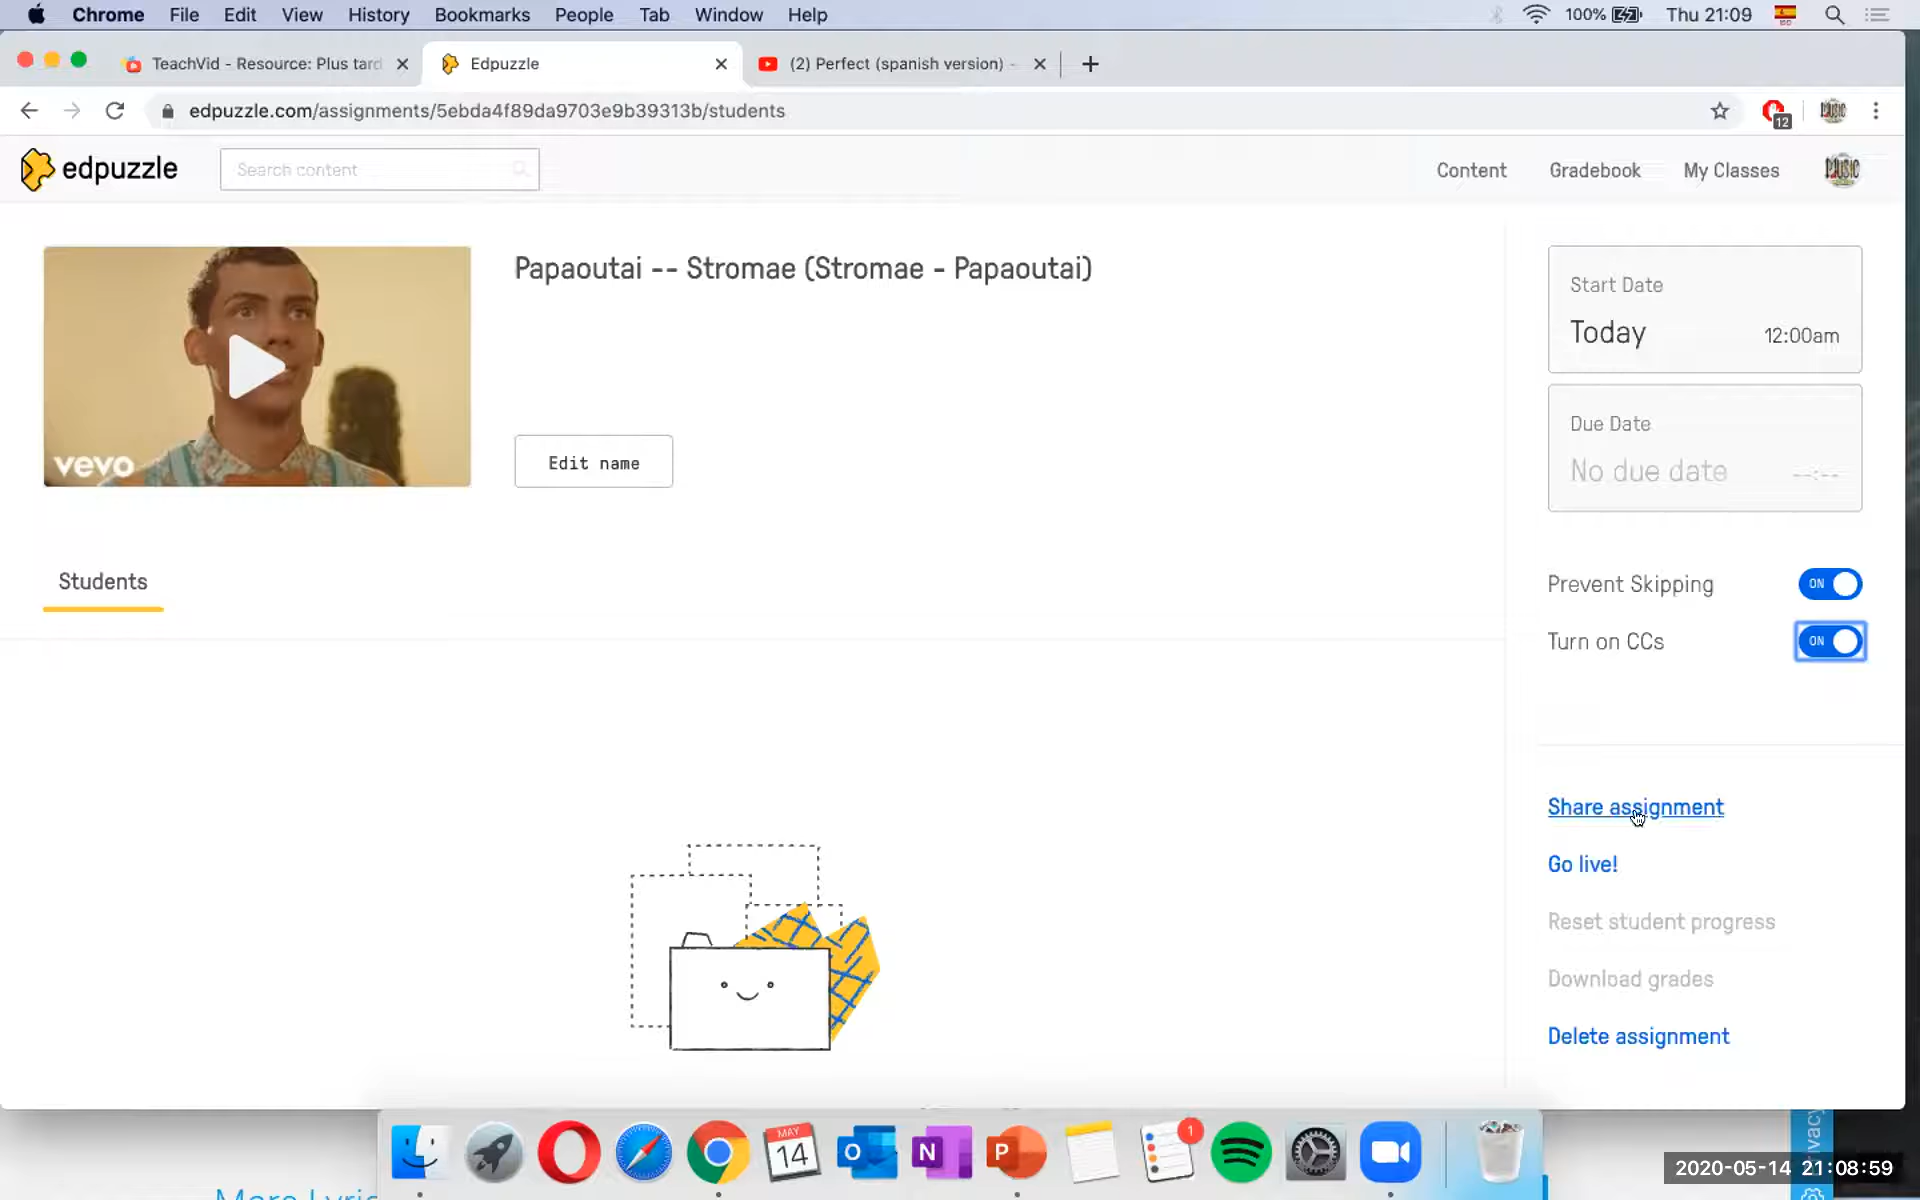 Chrome File Edit View History Bookmarks People Tab Window Help 100% Thu 21:09
TeachVid - Resource: Plus tard Edpuzzle (2) Perfect (spanish version) -
edpuzzle.com/assignments/5ebda4f89da9703e9b39313b/students 12
edpuzzle Search content Content Gradebook My Classes MUSIC
Papaoutai -- Stromae (Stromae - Papaoutai)
Edit name
vevo
Students
Start Date
Today 12:00am
Due Date
No due date --:--
Prevent Skipping ON
Turn on CCs ON
Share assignment
Go live!
Reset student progress
Download grades
Delete assignment
MAY
14
O
N
P
1
2020-05-14 21:08:59